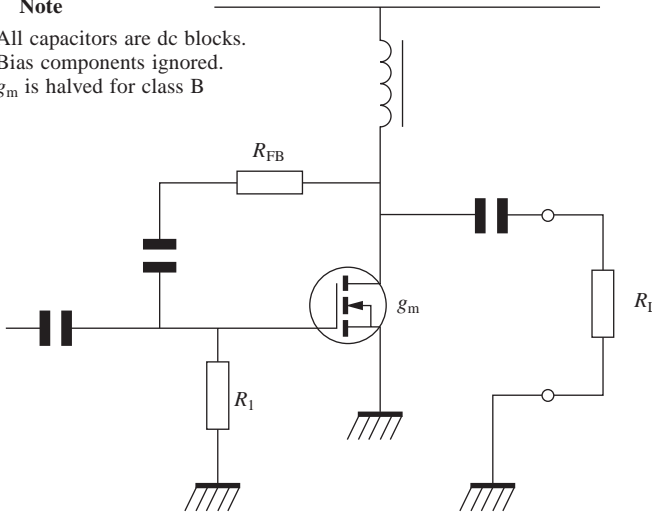 Note
All capacitors are dc blocks.
Bias components ignored.
gm is halved for class B
RFB
gm
RL
R1